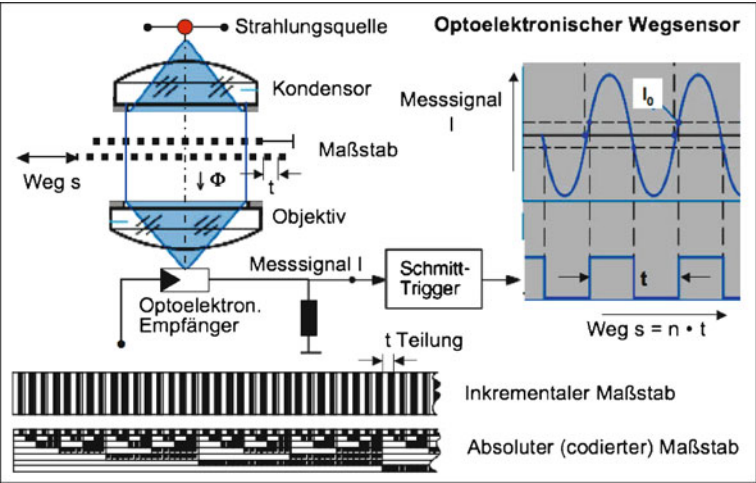 Optoelektronischer Wegsensor
Strahlungsquelle
Kondensor
Messsignal
I
I₀
Maßstab
Weg s
Φ
t
Objektiv
Messsignal I
Schmitt-
Trigger
t
Optoelektron.
Empfänger
Weg s = n • t
t Teilung
Inkrementaler Maßstab
Absoluter (codierter) Maßstab